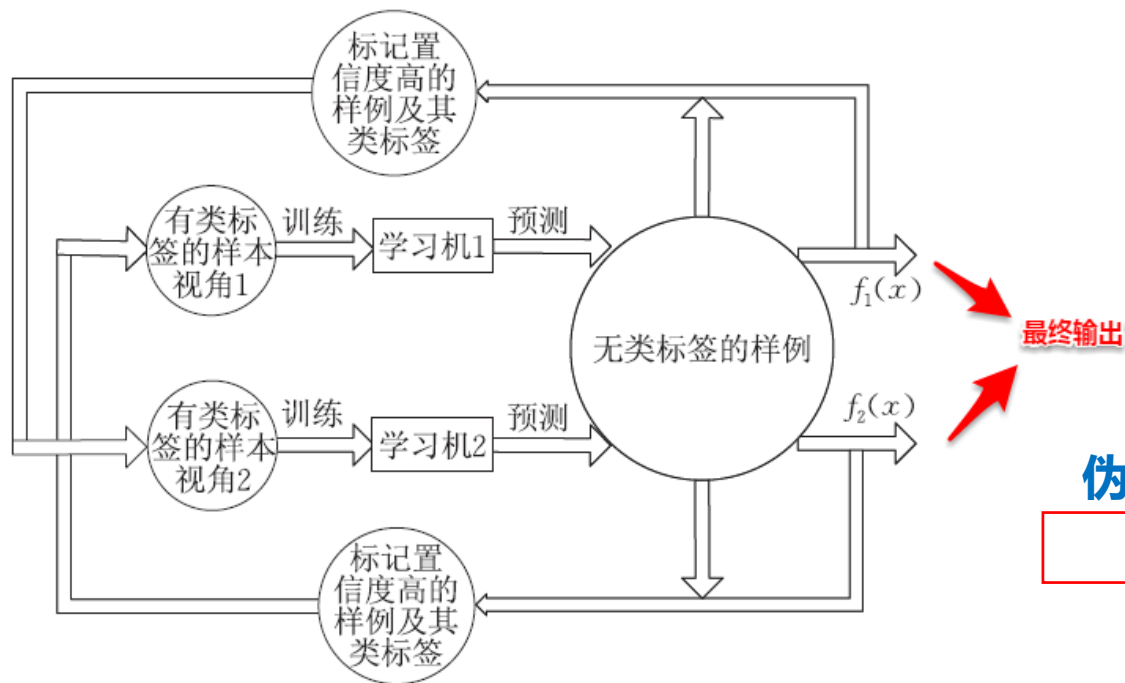 标记置
信度高的
样例及其
类标签
有类标
签的样本
视角1
训练
学习机1
预测
无类标签的样例
f₁(x)
最终输出
有类标
签的样本
视角2
训练
学习机2
预测
f₂(x)
伪
标记置
信度高的
样例及其
类标签